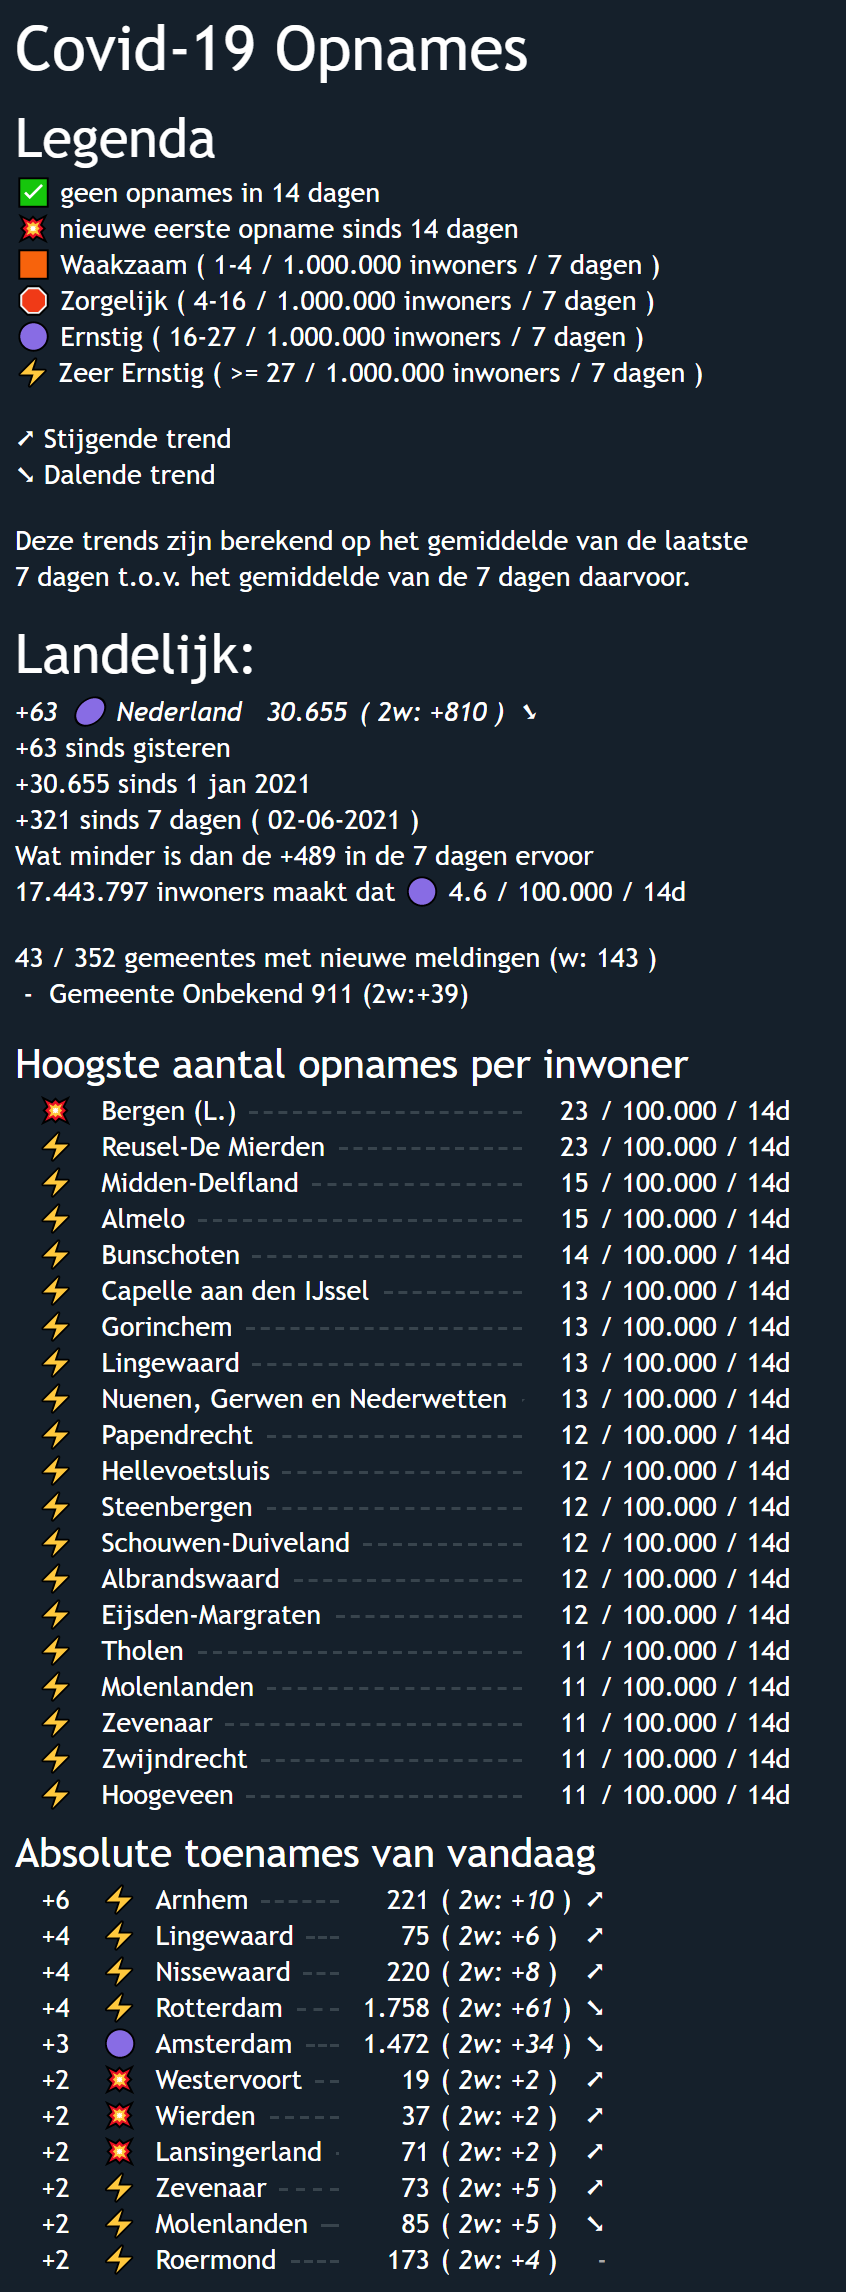 Covid-19 Opnames
Legenda
✅ geen opnames in 14 dagen
💥 nieuwe eerste opname sinds 14 dagen
🟧 Waakzaam ( 1-4 / 1.000.000 inwoners / 7 dagen )
🛑 Zorgelijk ( 4-16 / 1.000.000 inwoners / 7 dagen )
🟣 Ernstig ( 16-27 / 1.000.000 inwoners / 7 dagen )
⚡ Zeer Ernstig ( >= 27 / 1.000.000 inwoners / 7 dagen )
➚ Stijgende trend
➘ Dalende trend
Deze trends zijn berekend op het gemiddelde van de laatste
7 dagen t.o.v. het gemiddelde van de 7 dagen daarvoor.
Landelijk:
+63 🟣 Nederland 30.655 ( 2w: +810 ) ➘
+63 sinds gisteren
+30.655 sinds 1 jan 2021
+321 sinds 7 dagen ( 02-06-2021 )
Wat minder is dan de +489 in de 7 dagen ervoor
17.443.797 inwoners maakt dat 🟣 4.6 / 100.000 / 14d
43 / 352 gemeentes met nieuwe meldingen (w: 143 )
- Gemeente Onbekend 911 (2w:+39)
Hoogste aantal opnames per inwoner
💥 Bergen (L.) 23 / 100.000 / 14d
⚡ Reusel-De Mierden 23 / 100.000 / 14d
⚡ Midden-Delfland 15 / 100.000 / 14d
⚡ Almelo 15 / 100.000 / 14d
⚡ Bunschoten 14 / 100.000 / 14d
⚡ Capelle aan den IJssel 13 / 100.000 / 14d
⚡ Gorinchem 13 / 100.000 / 14d
⚡ Lingewaard 13 / 100.000 / 14d
⚡ Nuenen, Gerwen en Nederwetten 13 / 100.000 / 14d
⚡ Papendrecht 12 / 100.000 / 14d
⚡ Hellevoetsluis 12 / 100.000 / 14d
⚡ Steenbergen 12 / 100.000 / 14d
⚡ Schouwen-Duiveland 12 / 100.000 / 14d
⚡ Albrandswaard 12 / 100.000 / 14d
⚡ Eijsden-Margraten 12 / 100.000 / 14d
⚡ Tholen 11 / 100.000 / 14d
⚡ Molenlanden 11 / 100.000 / 14d
⚡ Zevenaar 11 / 100.000 / 14d
⚡ Zwijndrecht 11 / 100.000 / 14d
⚡ Hoogeveen 11 / 100.000 / 14d
Absolute toenames van vandaag
+6 ⚡ Arnhem 221 ( 2w: +10 ) ➚
+4 ⚡ Lingewaard 75 ( 2w: +6 ) ➚
+4 ⚡ Nissewaard 220 ( 2w: +8 ) ➚
+4 ⚡ Rotterdam 1.758 ( 2w: +61 ) ➘
+3 🟣 Amsterdam 1.472 ( 2w: +34 ) ➘
+2 💥 Westervoort 19 ( 2w: +2 ) ➚
+2 💥 Wierden 37 ( 2w: +2 ) ➚
+2 💥 Lansingerland 71 ( 2w: +2 ) ➚
+2 ⚡ Zevenaar 73 ( 2w: +5 ) ➚
+2 ⚡ Molenlanden 85 ( 2w: +5 ) ➘
+2 ⚡ Roermond 173 ( 2w: +4 ) -